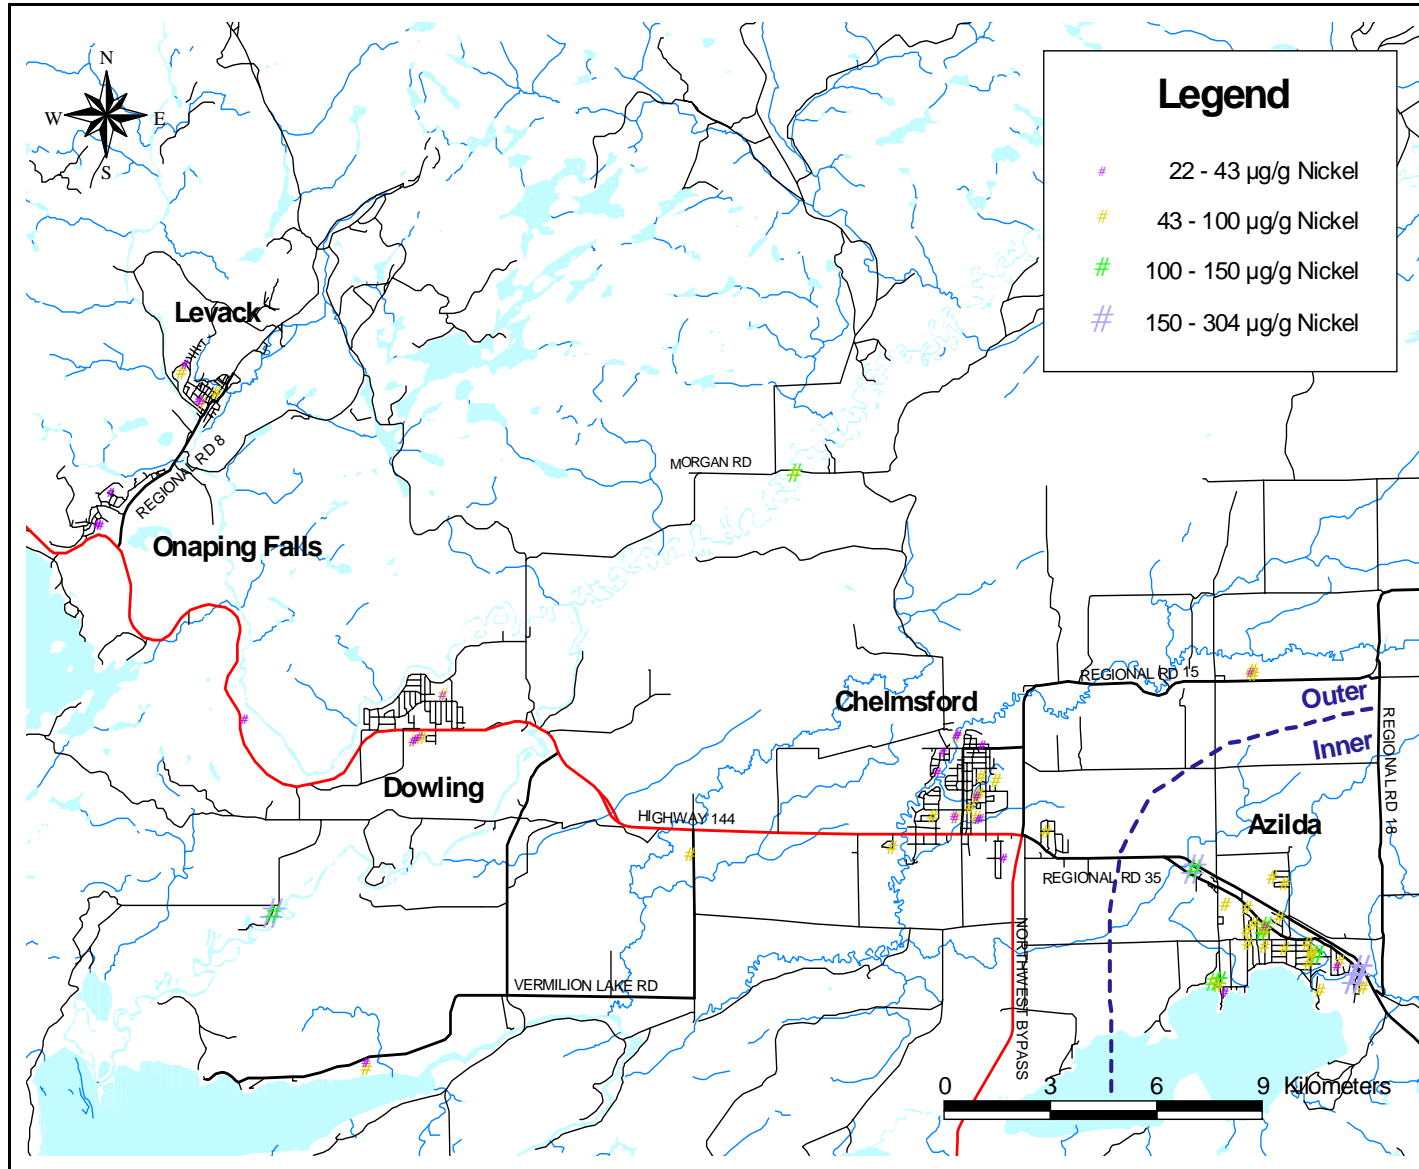 N
W E
S
Legend
# 22 - 43 µg/g Nickel
# 43 - 100 µg/g Nickel
# 100 - 150 µg/g Nickel
# 150 - 304 µg/g Nickel
Levack
REGIONAL RD 8
MORGAN RD
Onaping Falls
REGIONAL RD 15
Outer
Inner
REGIONAL RD 18
Chelmsford
Dowling
HIGHWAY 144
Azilda
REGIONAL RD 35
NORTHWEST BYPASS
VERMILION LAKE RD
0 3 6 9 Kilometers